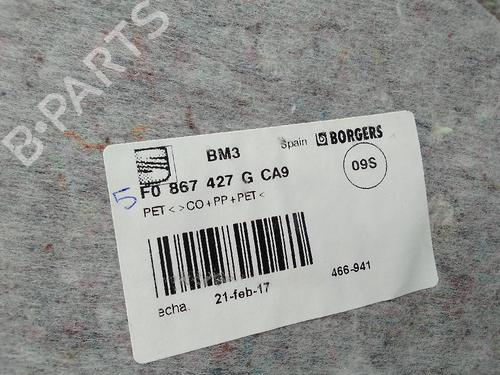 B-PARTS
BM3
Spain BORGERS
5 F0 867 427 G CA9
09S
PET < > CO + PP + PET <
466-941
echa. 21-feb-17